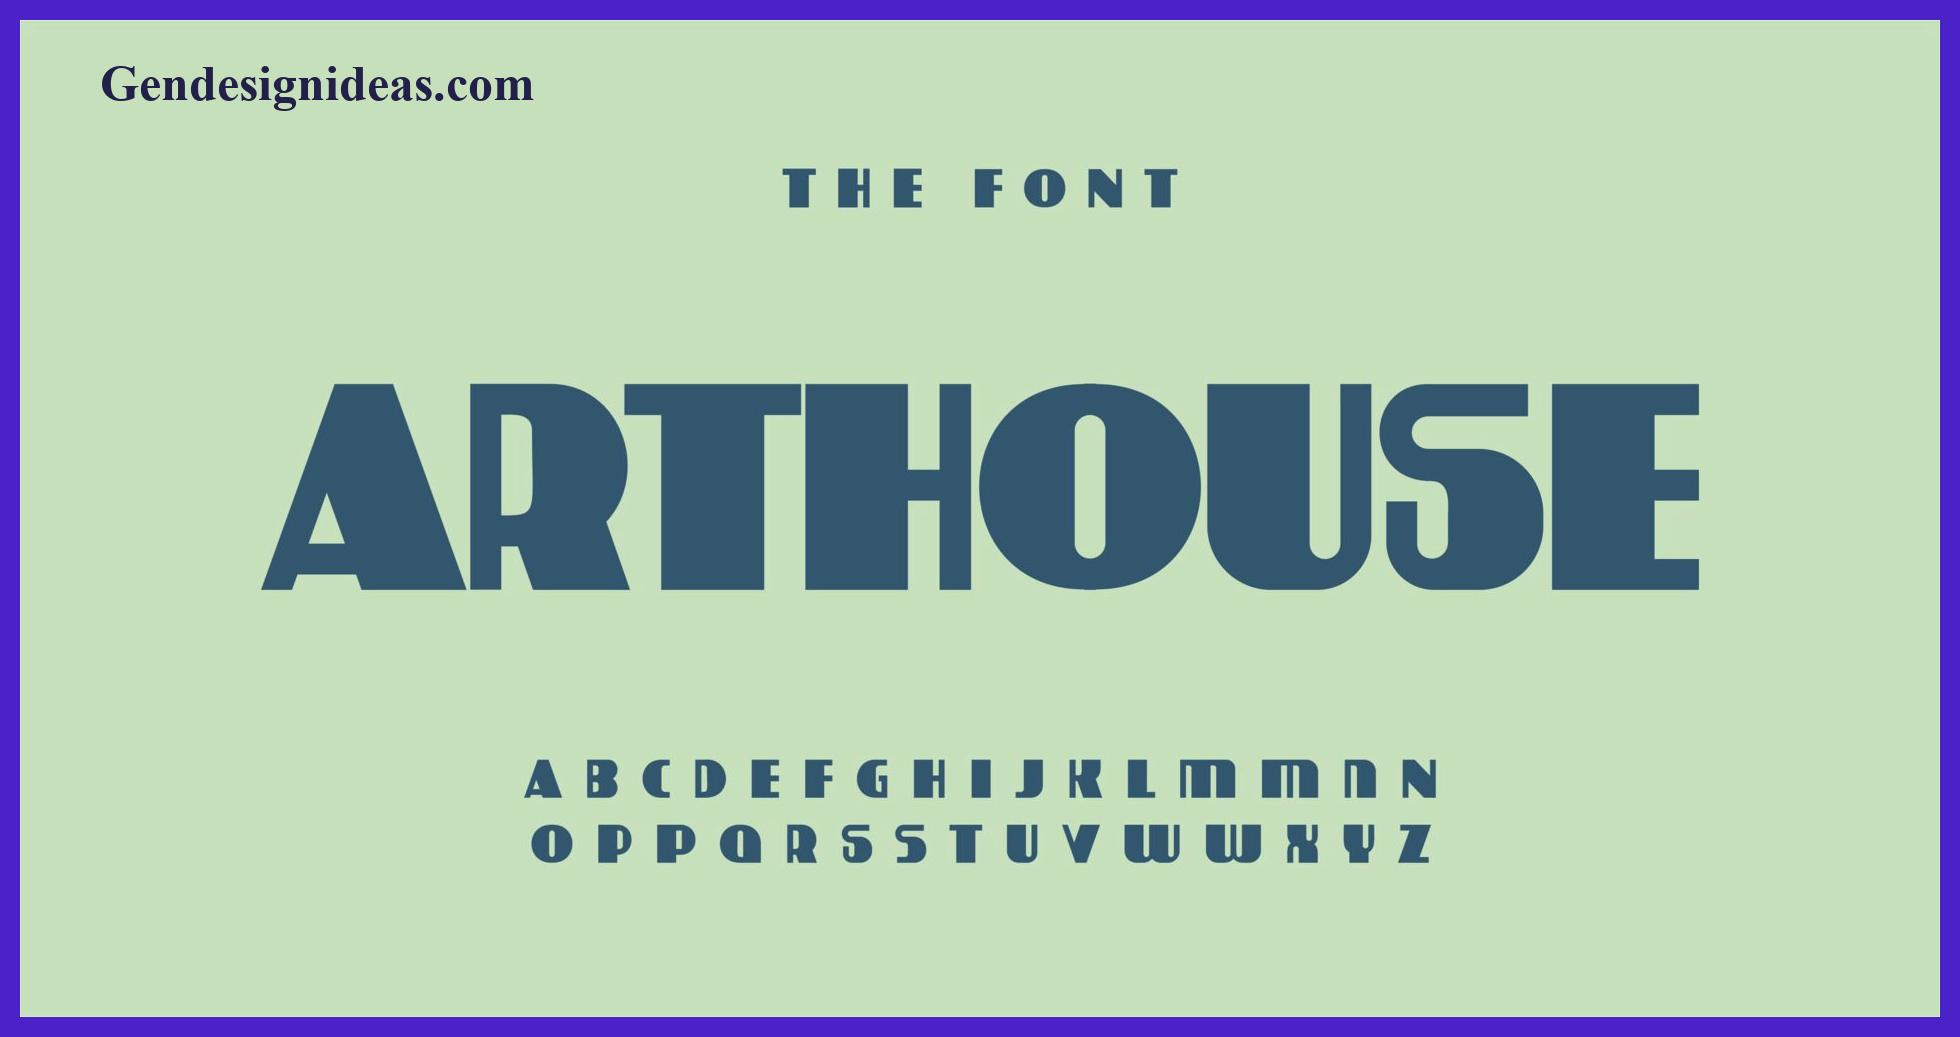 Gendesignideas.com
THE FONT
ARTHOUSE
A B C D E F G H I J K L M M N N
O P P Q R S S T U V W W X Y Z